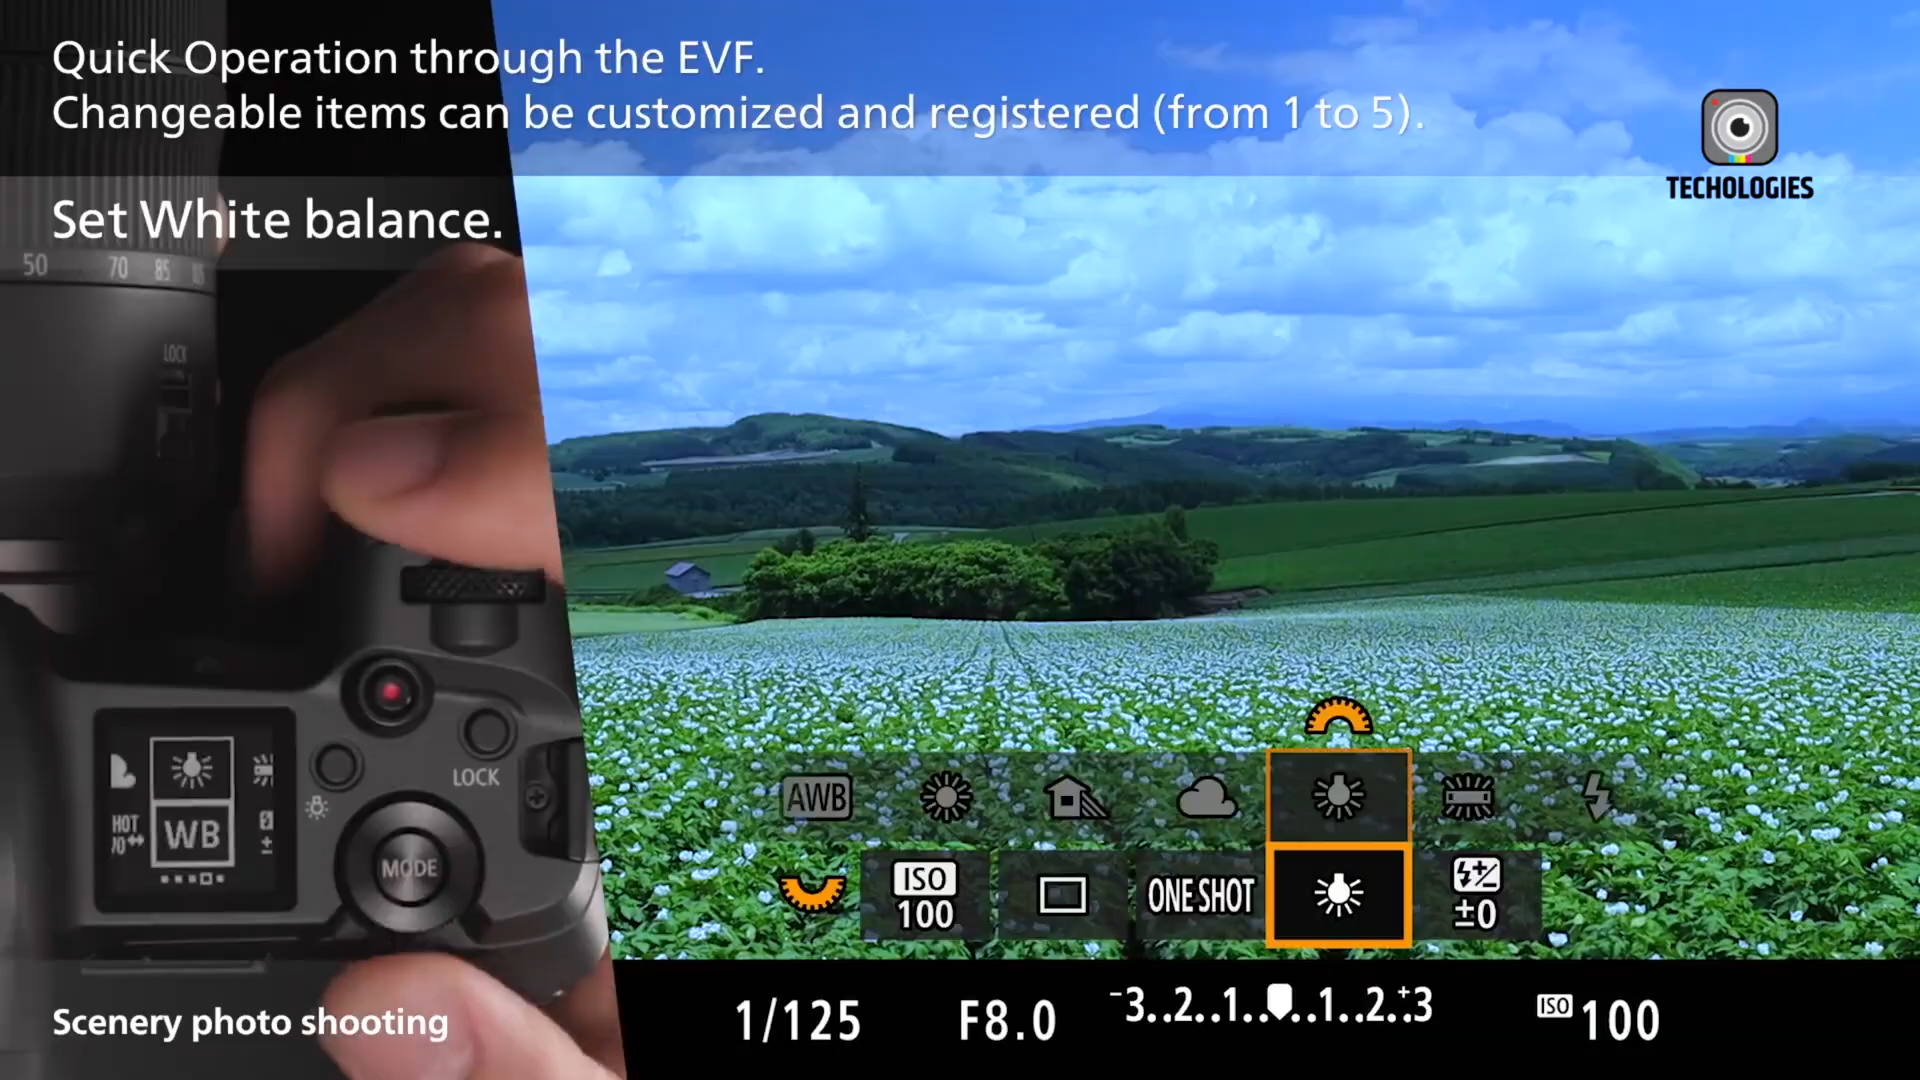 Quick Operation through the EVF.
Changeable items can be customized and registered (from 1 to 5).
TECHOLOGIES
Set White balance.
50 70 85
LOCK
LOCK
HOT
WB
MODE
AWB
ISO
100
ONE SHOT
±0
Scenery photo shooting
1/125 F8.0 -3..2..1....1..2..+3 ISO 100